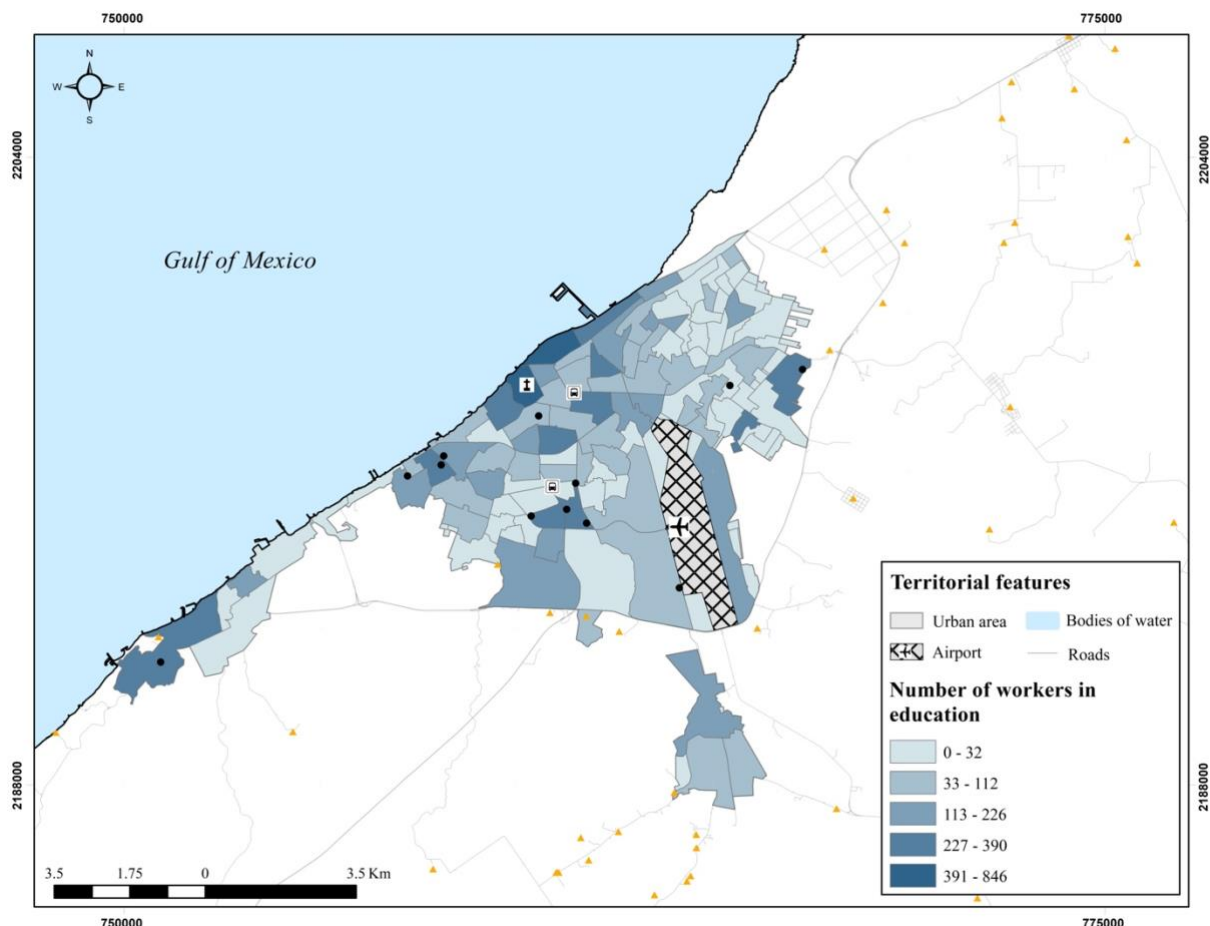 750000
775000
N
W
E
S
2204000
2204000
Gulf of Mexico
Territorial features
Urban area
Bodies of water
Airport
Roads
Number of workers in
education
0 - 32
33 - 112
113 - 226
227 - 390
391 - 846
2188000
2188000
3.5
1.75
0
3.5 Km
750000
775000